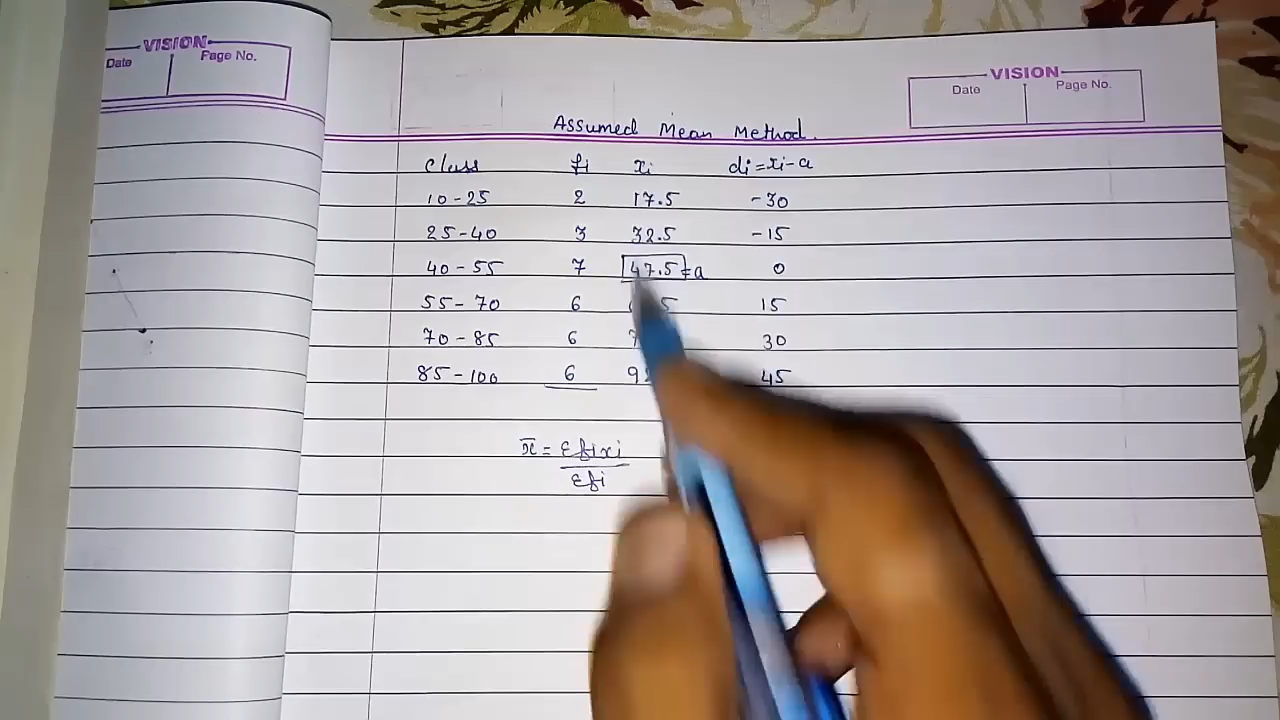 VISION
Date Page No.
VISION
Date Page No.
Assumed Mean Method.
Class fi xi di=xi-a
10-25 2 17.5 -30
25-40 3 32.5 -15
40-55 7 47.5=a 0
55-70 6 15
70-85 6 30
85-100 6 45
x̄ = Σfixi
Σfi